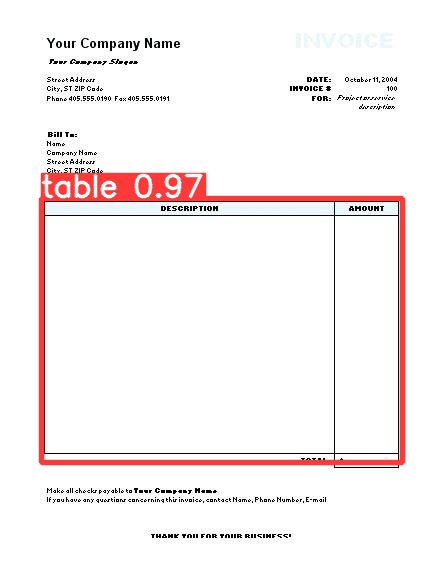 Your Company Name
INVOICE
Your Company Slogan
Street Address
DATE: October 11, 2004
City, ST ZIP Code
INVOICE # 100
Phone 405.555.0190 Fax 405.555.0191
FOR: Project or service
description
Bill To:
Name
Company Name
Street Address
City, ST ZIP Code
table 0.97
DESCRIPTION AMOUNT
TOTAL
Make all checks payable to Your Company Name
If you have any questions concerning this invoice, contact Name, Phone Number, E-mail
THANK YOU FOR YOUR BUSINESS!